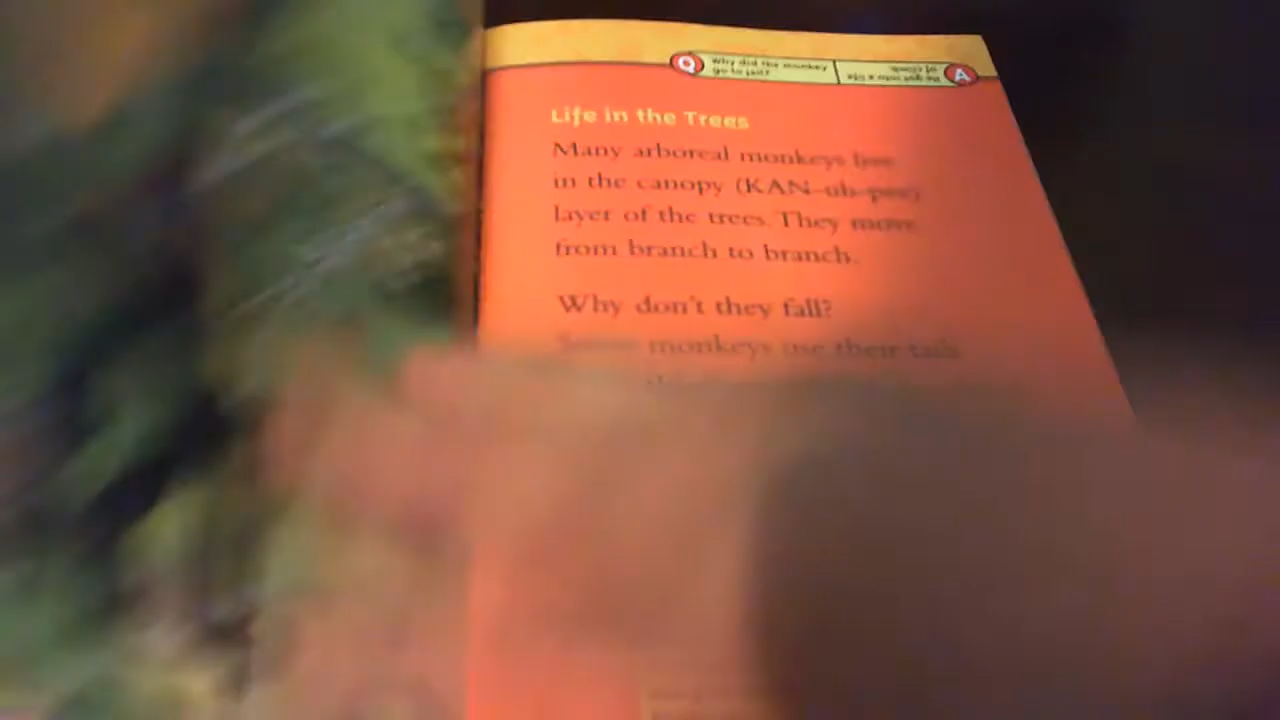 Q
Why did the monkey
go to jail?
A
Life in the Trees
Many arboreal monkeys live
in the canopy (KAN-uh-pee)
layer of the trees. They move
from branch to branch.
Why don't they fall?
Some monkeys use their tails